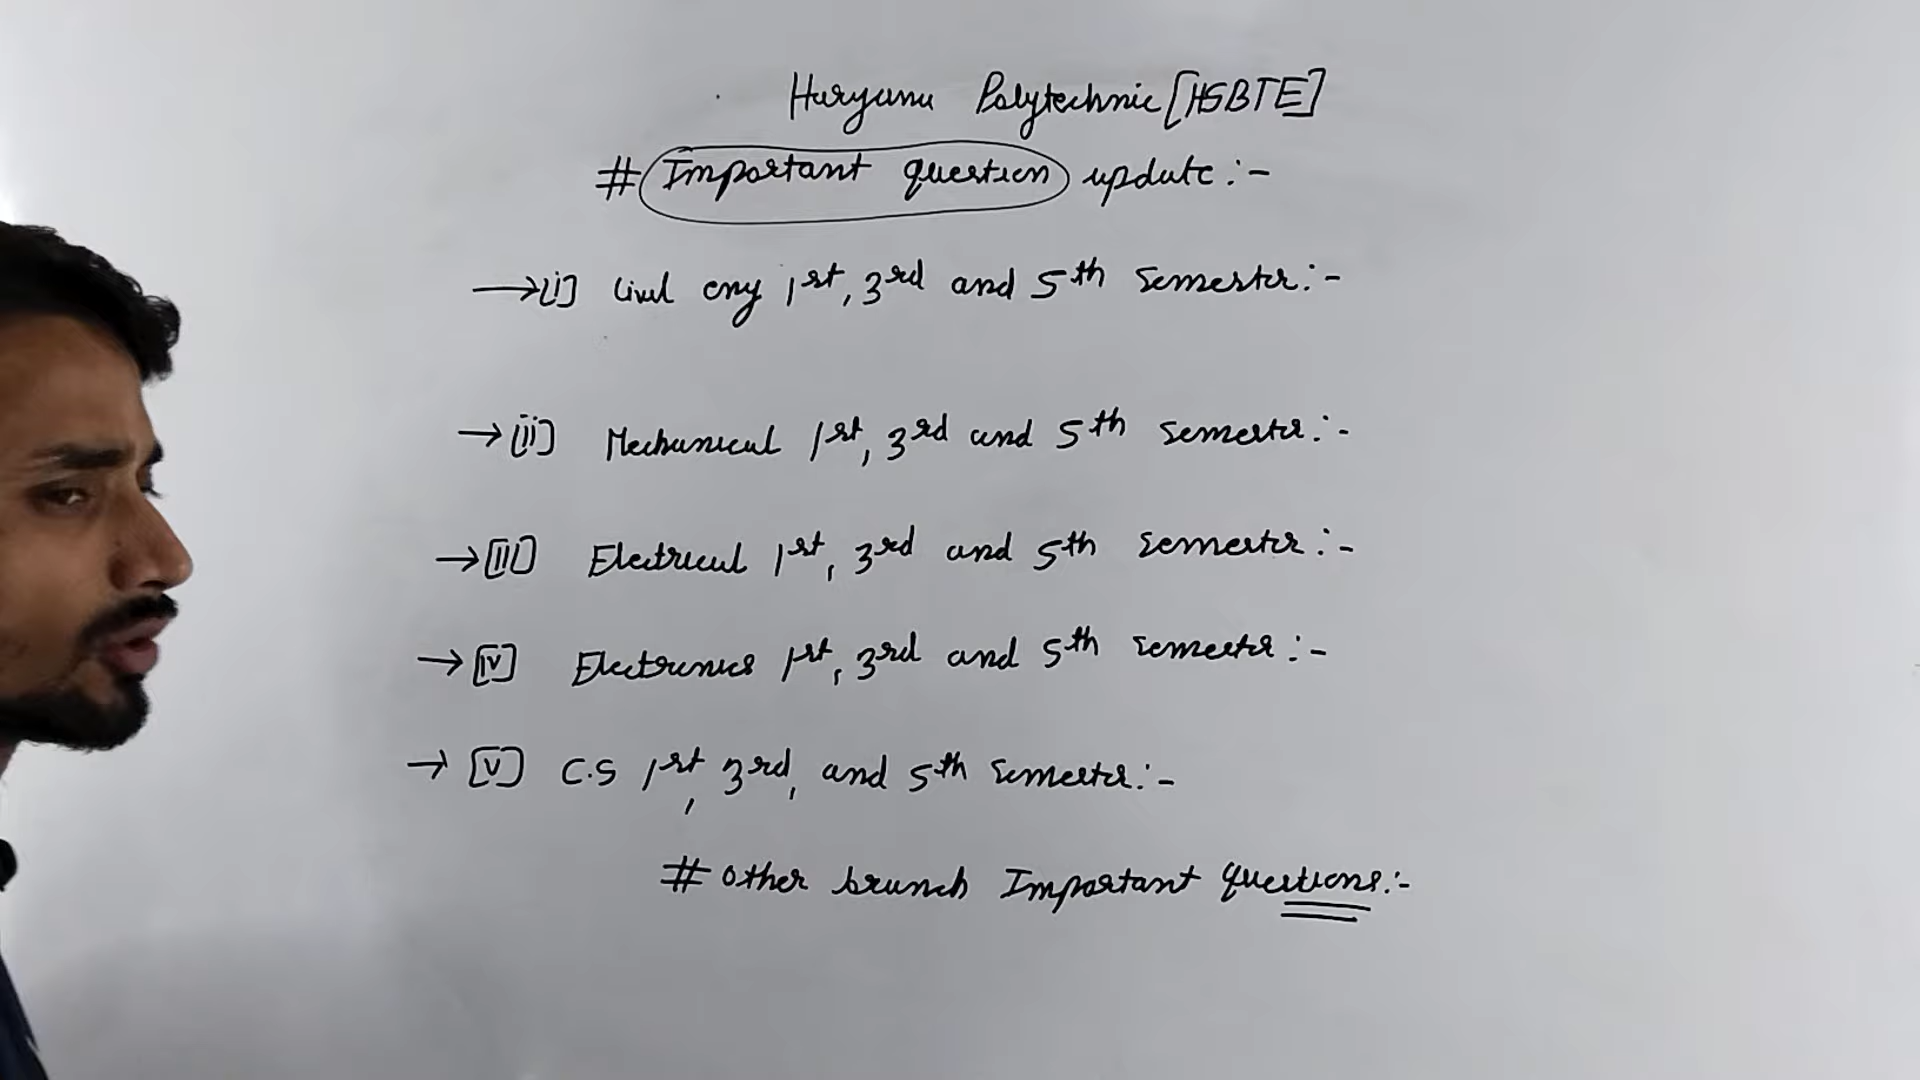 Haryana Polytechnic [HSBTE]
# Important question update:-
→[i] Civil eng 1st, 3rd and 5th semester:-
→[ii] Mechanical 1st, 3rd and 5th semester:-
→[iii] Electrical 1st, 3rd and 5th semester:-
→[iv] Electronics 1st, 3rd and 5th semester:-
→[v] C.S 1st, 3rd, and 5th semester:-
# other branch Important questions:-